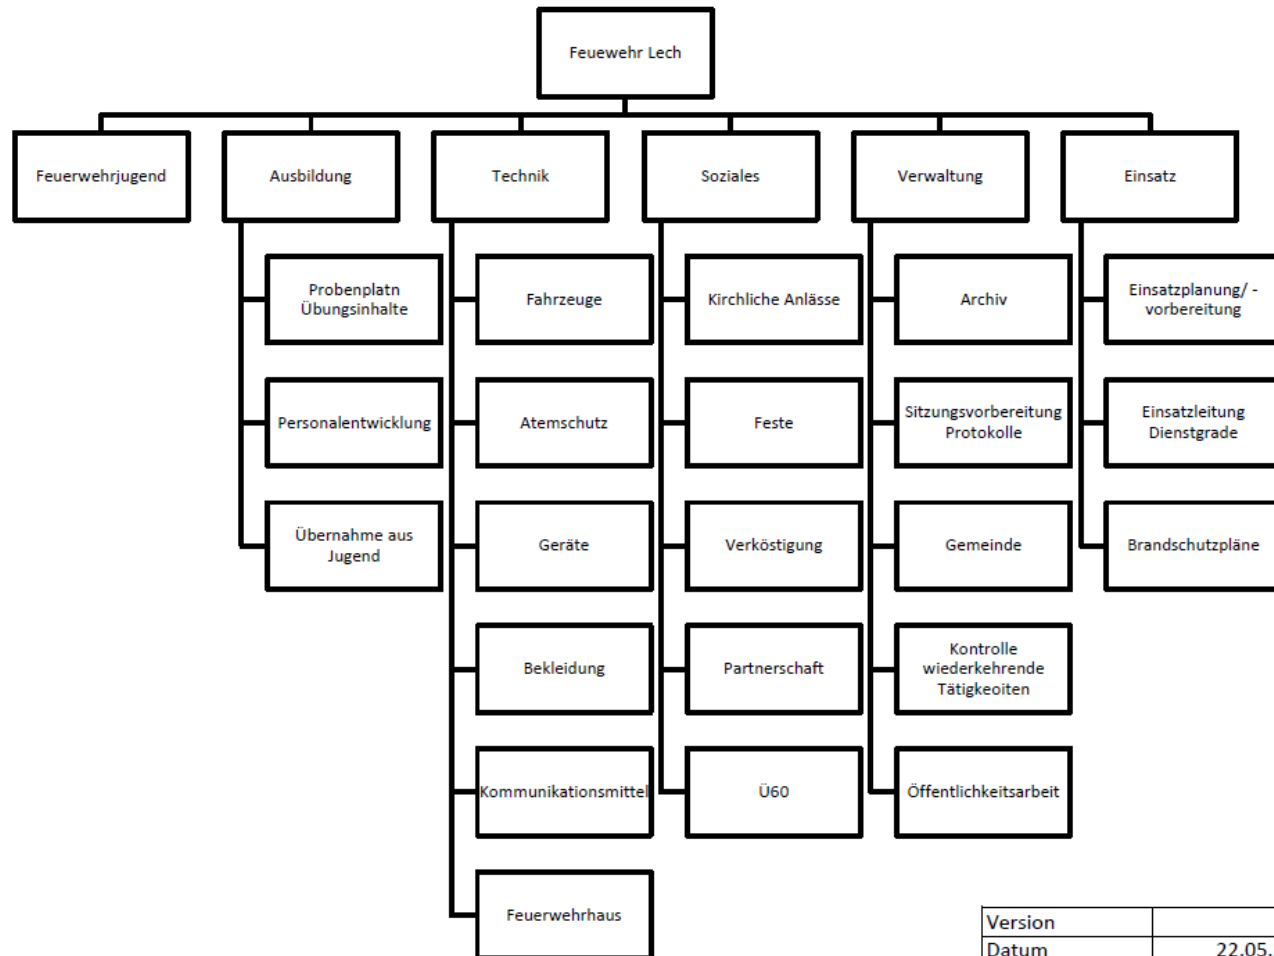 Feuewehr Lech
Feuerwehrjugend
Ausbildung
Technik
Soziales
Verwaltung
Einsatz
Probenplatn
Übungsinhalte
Fahrzeuge
Kirchliche Anlässe
Archiv
Einsatzplanung/ -
vorbereitung
Personalentwicklung
Atemschutz
Feste
Sitzungsvorbereitung
Protokolle
Einsatzleitung
Dienstgrade
Übernahme aus
Jugend
Geräte
Verköstigung
Gemeinde
Brandschutzpläne
Bekleidung
Partnerschaft
Kontrolle
wiederkehrende
Tätigkeoiten
Kommunikationsmittel
Ü60
Öffentlichkeitsarbeit
Feuerwehrhaus
Version
Datum 22.05.